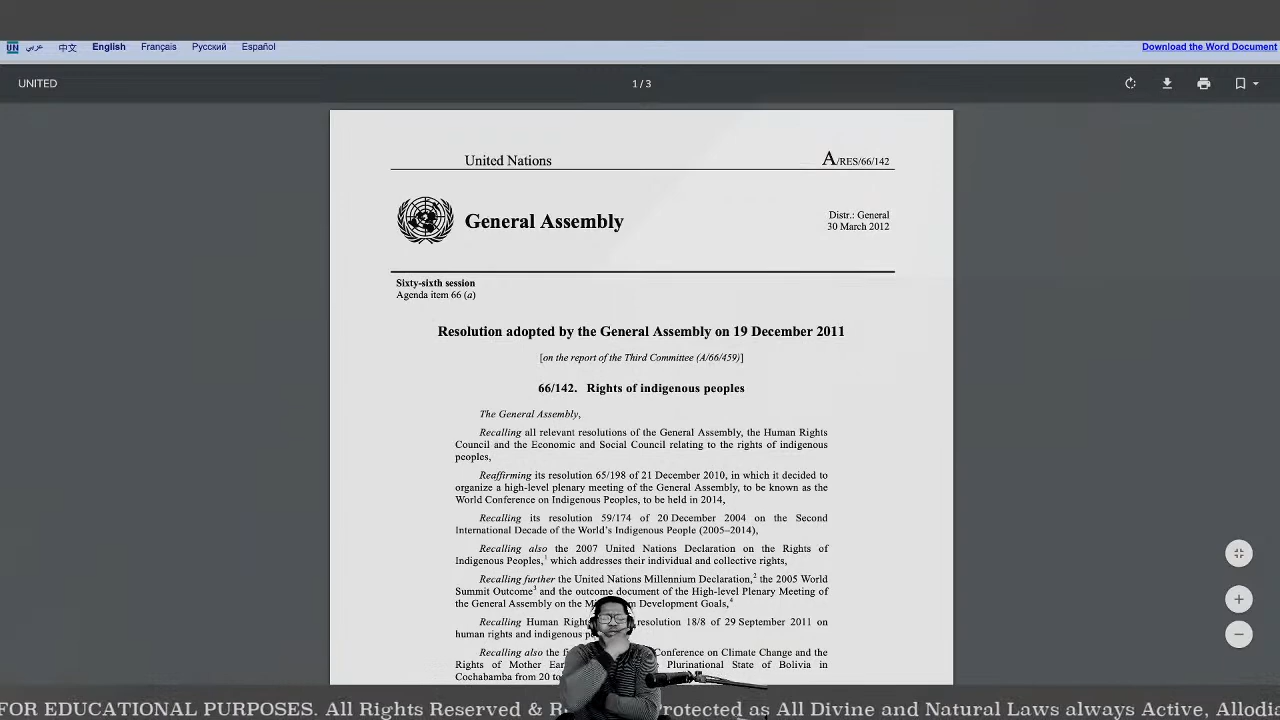 UN عربي 中文 English Français Русский Español Download the Word Document
UNITED 1 / 3
United Nations A/RES/66/142
General Assembly
Distr.: General
30 March 2012
Sixty-sixth session
Agenda item 66 (a)
Resolution adopted by the General Assembly on 19 December 2011
[on the report of the Third Committee (A/66/459)]
66/142. Rights of indigenous peoples
The General Assembly,
Recalling all relevant resolutions of the General Assembly, the Human Rights
Council and the Economic and Social Council relating to the rights of indigenous
peoples,
Reaffirming its resolution 65/198 of 21 December 2010, in which it decided to
organize a high-level plenary meeting of the General Assembly, to be known as the
World Conference on Indigenous Peoples, to be held in 2014,
Recalling its resolution 59/174 of 20 December 2004 on the Second
International Decade of the World's Indigenous People (2005–2014),
Recalling also the 2007 United Nations Declaration on the Rights of
Indigenous Peoples,1 which addresses their individual and collective rights,
Recalling further the United Nations Millennium Declaration,2 the 2005 World
Summit Outcome3 and the outcome document of the High-level Plenary Meeting of
the General Assembly on the Development Goals,4
Recalling Human resolution 18/8 of 29 September 2011 on
human rights and indigenous
Recalling also the Conference on Climate Change and the
Rights of Mother Plurinational State of Bolivia in
Cochabamba from 20 to
FOR EDUCATIONAL PURPOSES. All Rights Reserved & Protected as All Divine and Natural Laws always Active,